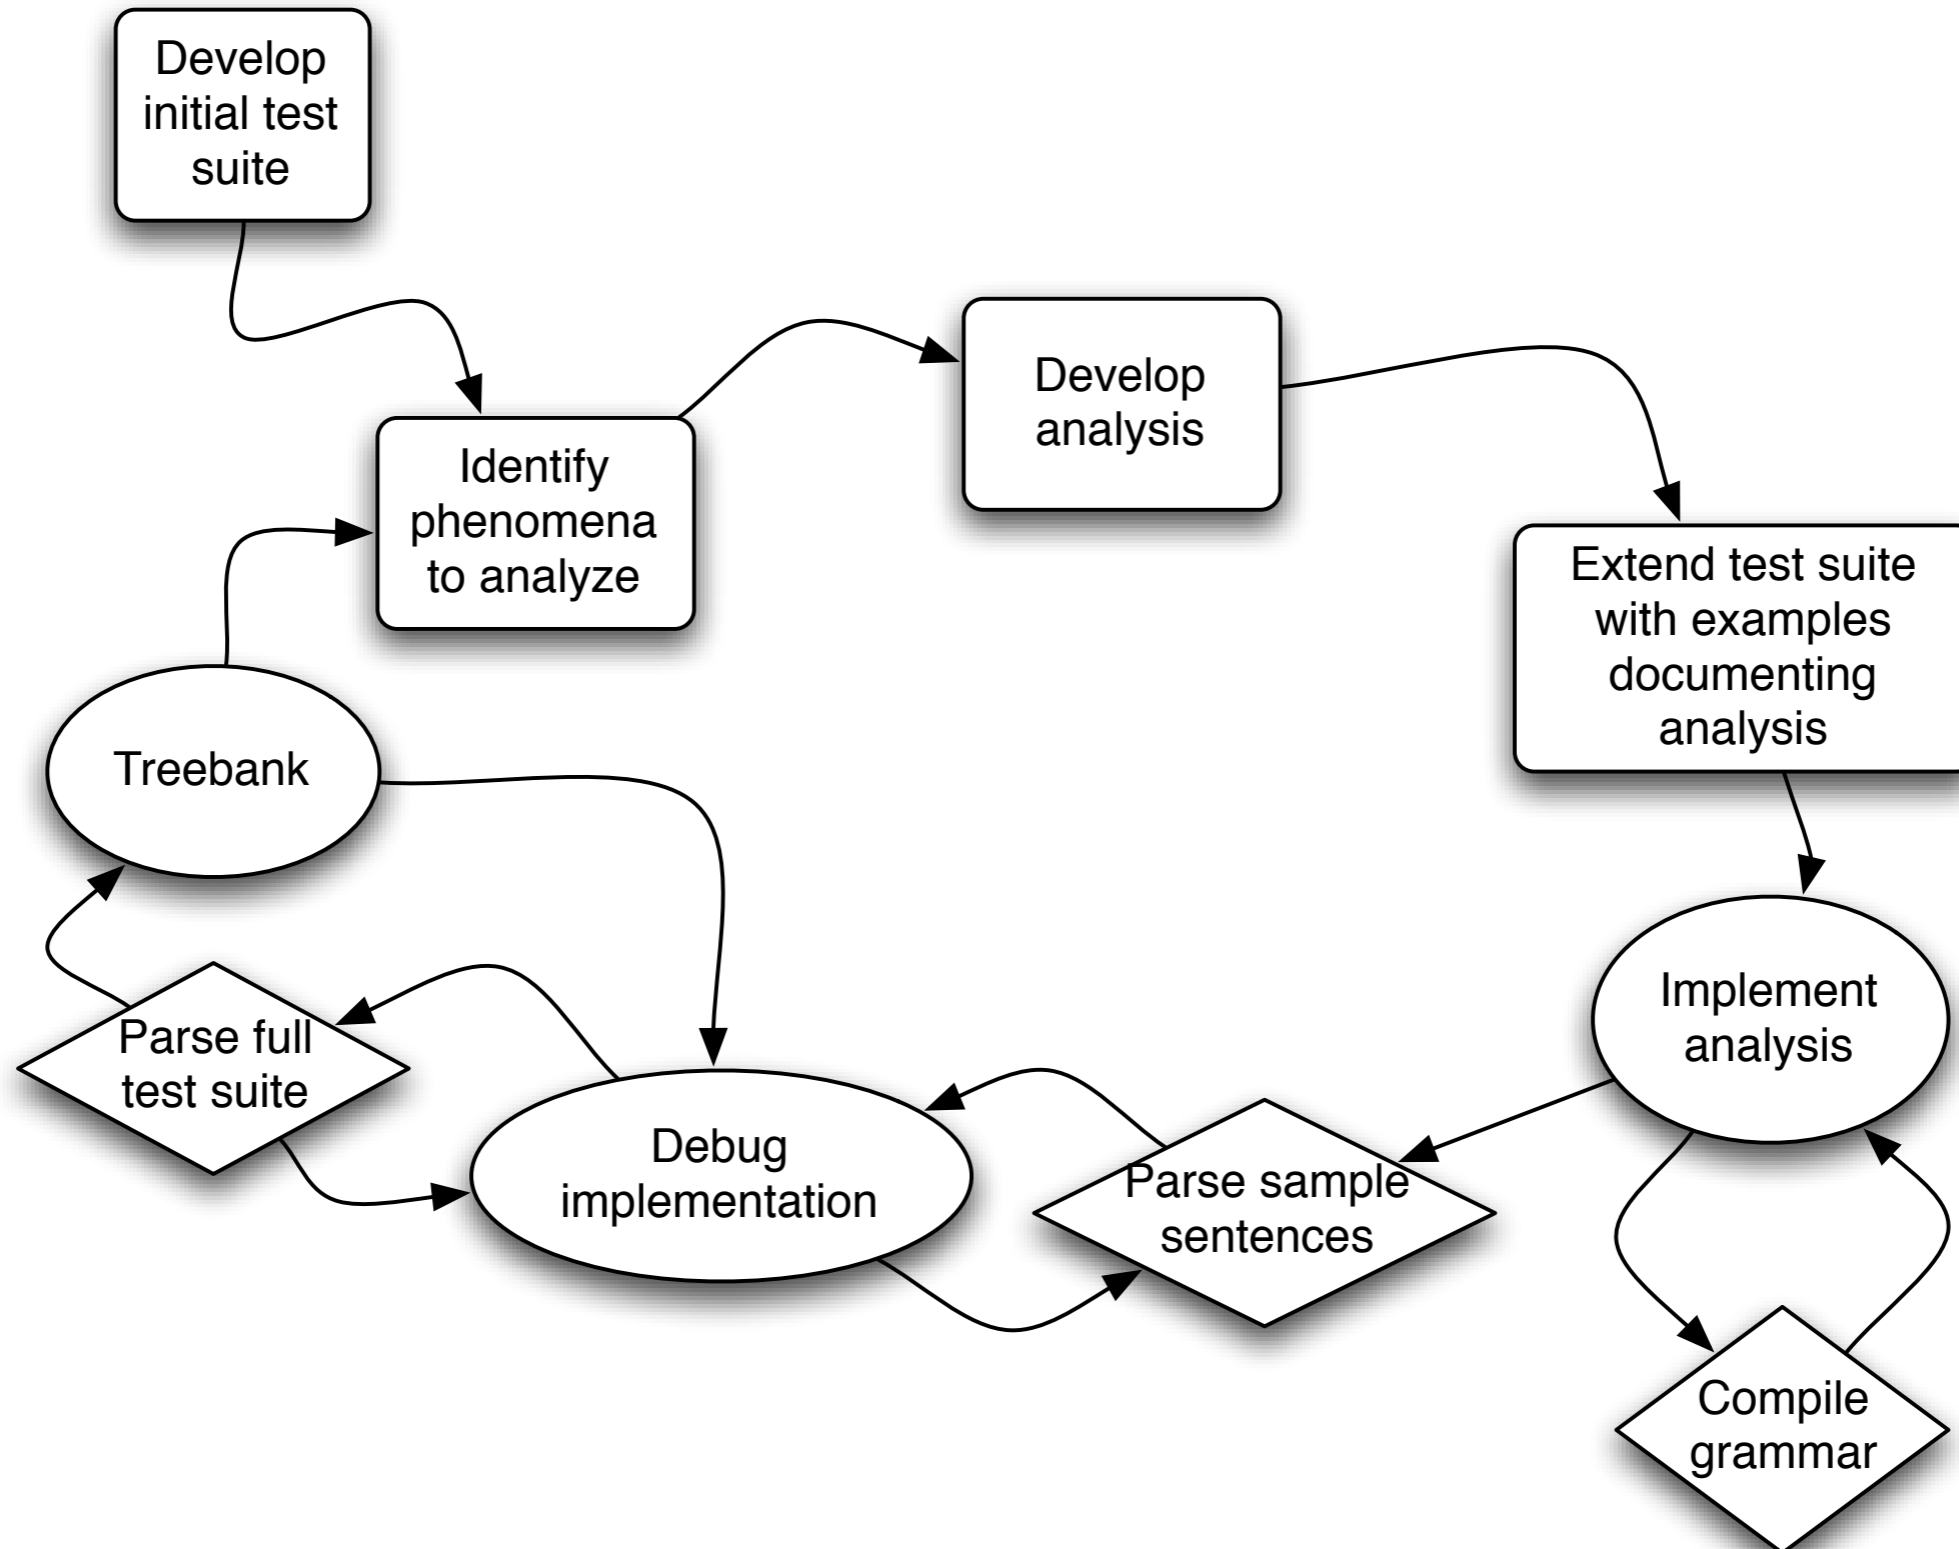 Develop
initial test
suite
Identify
phenomena
to analyze
Develop
analysis
Extend test suite
with examples
documenting
analysis
Treebank
Implement
analysis
Parse full
test suite
Debug
implementation
Parse sample
sentences
Compile
grammar